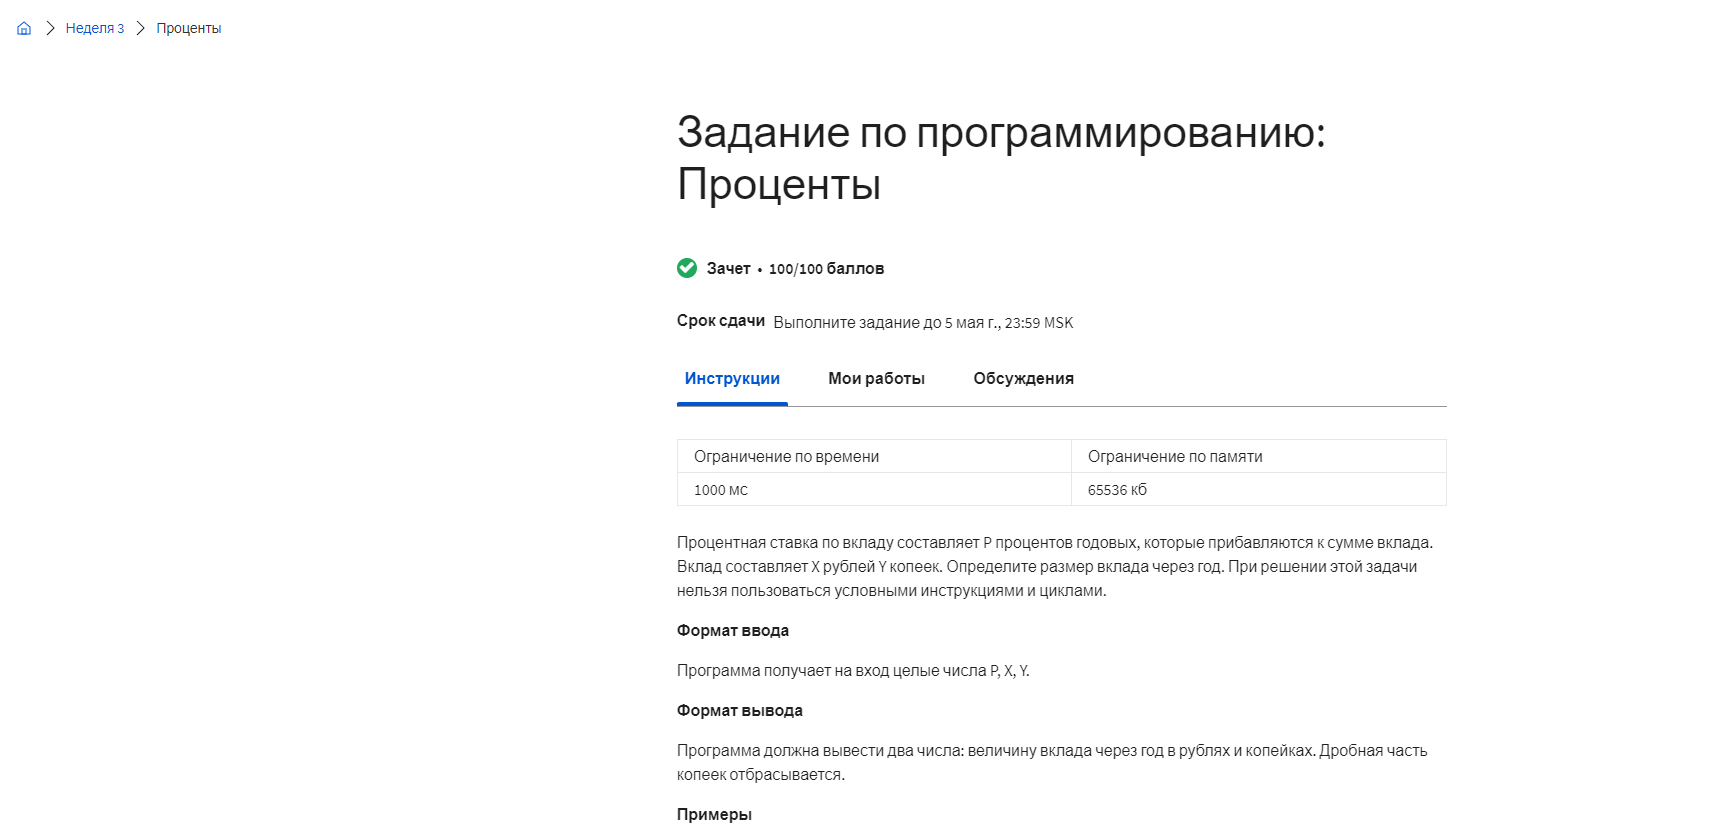 Неделя 3 Проценты
Задание по программированию:
Проценты
Зачет • 100/100 баллов
Срок сдачи Выполните задание до 5 мая г., 23:59 MSK
Инструкции Мои работы Обсуждения
Ограничение по времени Ограничение по памяти
1000 мс 65536 кб
Процентная ставка по вкладу составляет P процентов годовых, которые прибавляются к сумме вклада.
Вклад составляет X рублей Y копеек. Определите размер вклада через год. При решении этой задачи
нельзя пользоваться условными инструкциями и циклами.
Формат ввода
Программа получает на вход целые числа P, X, Y.
Формат вывода
Программа должна вывести два числа: величину вклада через год в рублях и копейках. Дробная часть
копеек отбрасывается.
Примеры